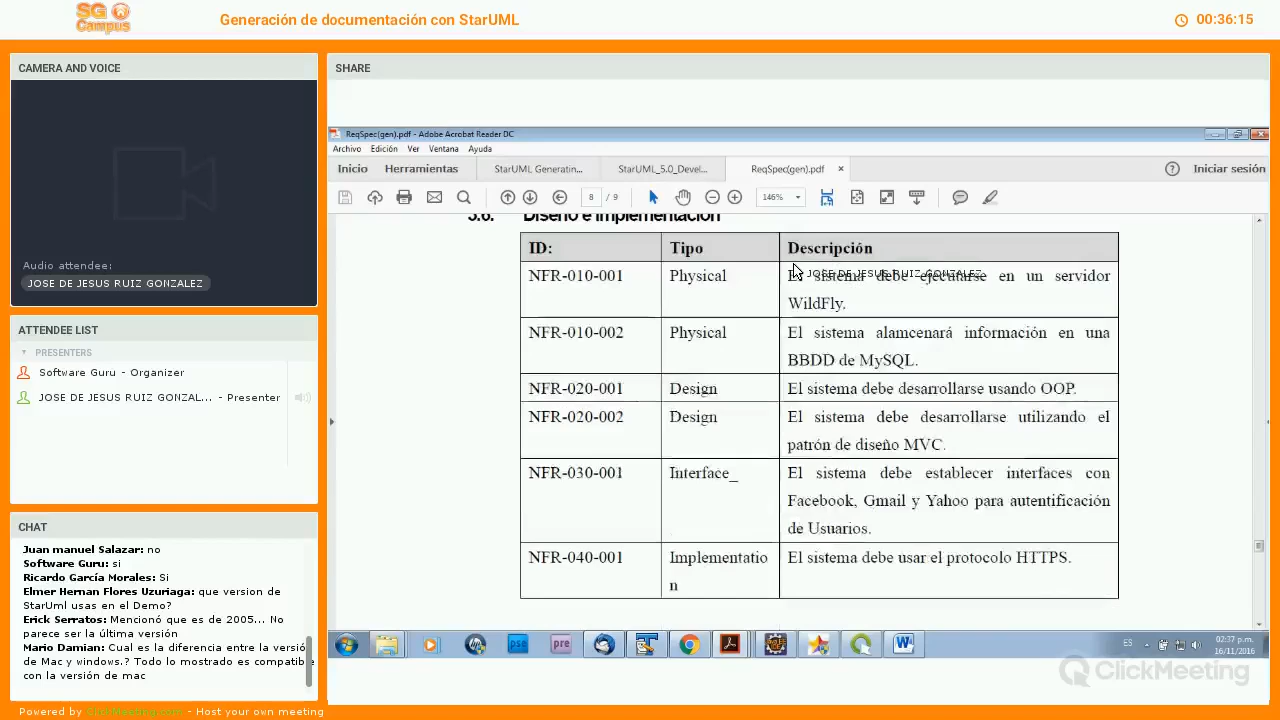 SG Campus
Generación de documentación con StarUML
00:36:15
CAMERA AND VOICE
Audio attendee:
JOSE DE JESUS RUIZ GONZALEZ
ATTENDEE LIST
PRESENTERS
Software Gru - Organizer
JOSE DE JESUS RUIZ GONZAL... - Presenter
CHAT
Juan manuel Salazar: no
Software Guru: si
Ricardo García Morales: Si
Elmer Hernan Flores Uzuriaga: que version de
StarUml usas en el Demo?
Erick Serratos: Mencionó que es de 2005... No
parece ser la última versión
Mario Damian: Cual es la diferencia entre la versió
de Mac y windows.? Todo lo mostrado es compatible
con la versión de mac
Powered by ClickMeeting.com - Host your own meeting
SHARE
ReqSpec(gen).pdf - Adobe Acrobat Reader DC
Archivo Edición Ver Ventana Ayuda
Inicio Herramientas StarUML Generatin... StarUML_5.0_Devel... ReqSpec(gen).pdf × Iniciar sesión
8 / 9 146%
3.6. Diseño e implementación
ID: Tipo Descripción
JOSE DE JESUS RUIZ GONZALEZ
NFR-010-001 Physical El sistema debe ejecutarse en un servidor
WildFly.
NFR-010-002 Physical El sistema alamcenará información en una
BBDD de MySQL.
NFR-020-001 Design El sistema debe desarrollarse usando OOP.
NFR-020-002 Design El sistema debe desarrollarse utilizando el
patrón de diseño MVC.
NFR-030-001 Interface_ El sistema debe establecer interfaces con
Facebook, Gmail y Yahoo para autentificación
de Usuarios.
NFR-040-001 Implementatio El sistema debe usar el protocolo HTTPS.
n
pse pre
ES 02:37 p.m.
16/11/2016
ClickMeeting